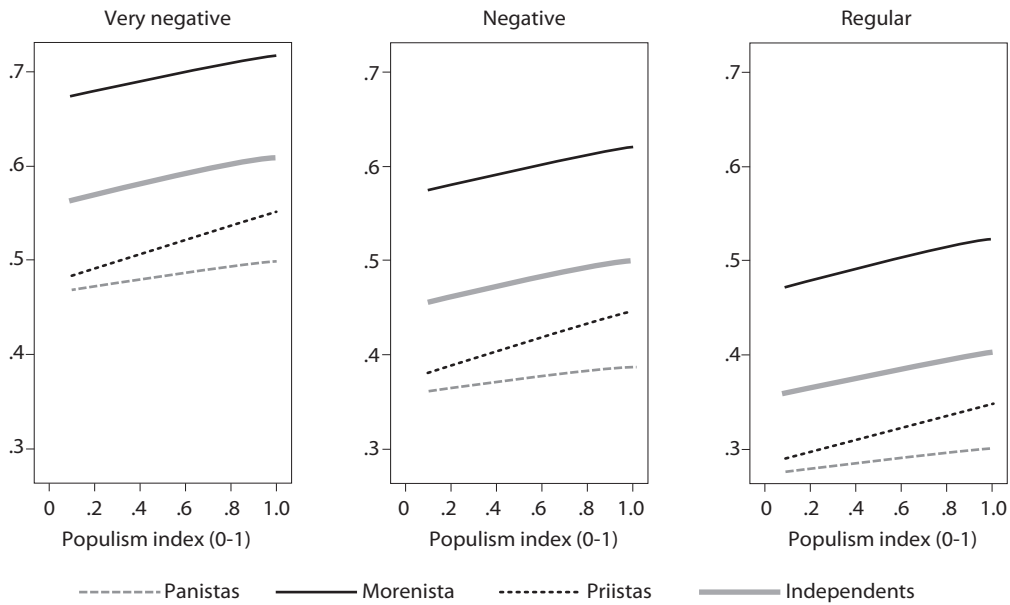 Very negative
Negative
Regular
.7
.6
.5
.4
.3
0 .2 .4 .6 .8 1.0
Populism index (0-1)
.7
.6
.5
.4
.3
0 .2 .4 .6 .8 1.0
Populism index (0-1)
.7
.6
.5
.4
.3
0 .2 .4 .6 .8 1.0
Populism index (0-1)
Panistas Morenista Priistas Independents